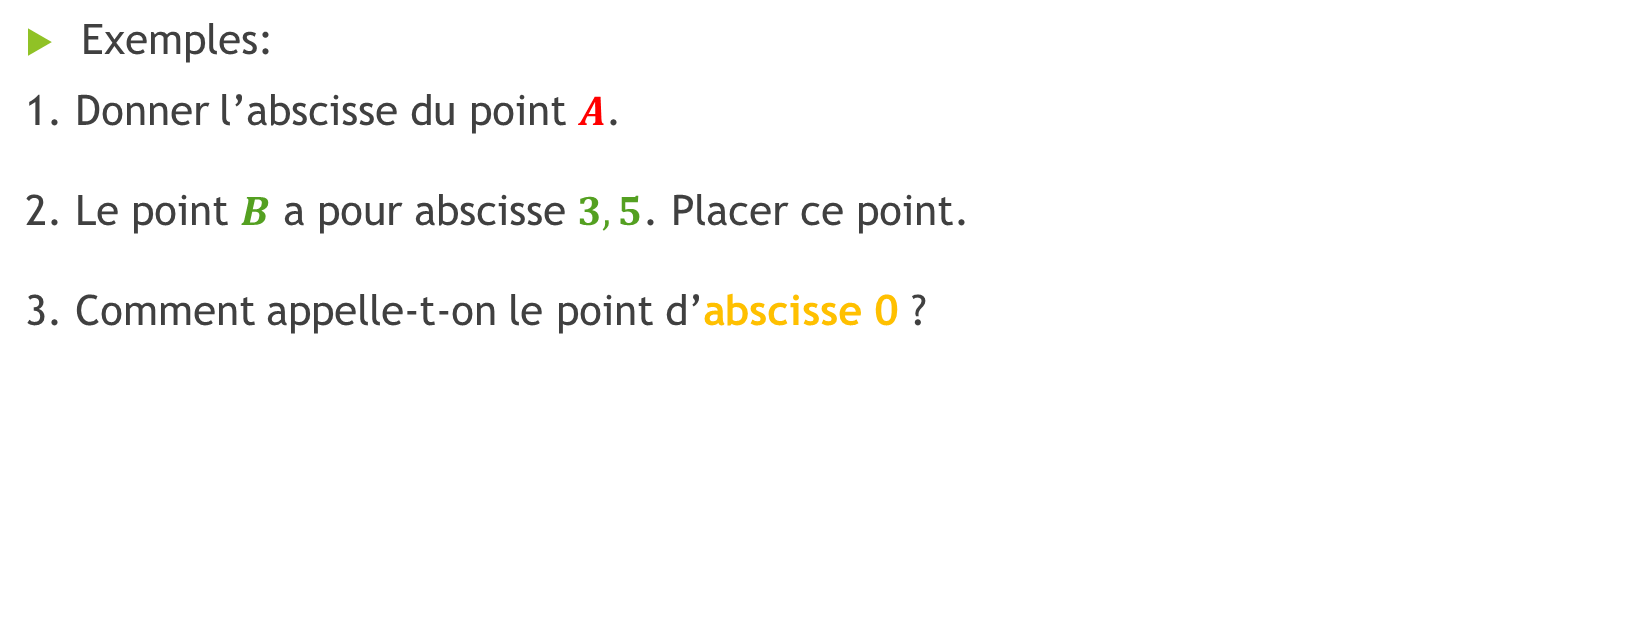 Exemples:
1. Donner l’abscisse du point A.
2. Le point B a pour abscisse 3,5. Placer ce point.
3. Comment appelle-t-on le point d’abscisse 0 ?